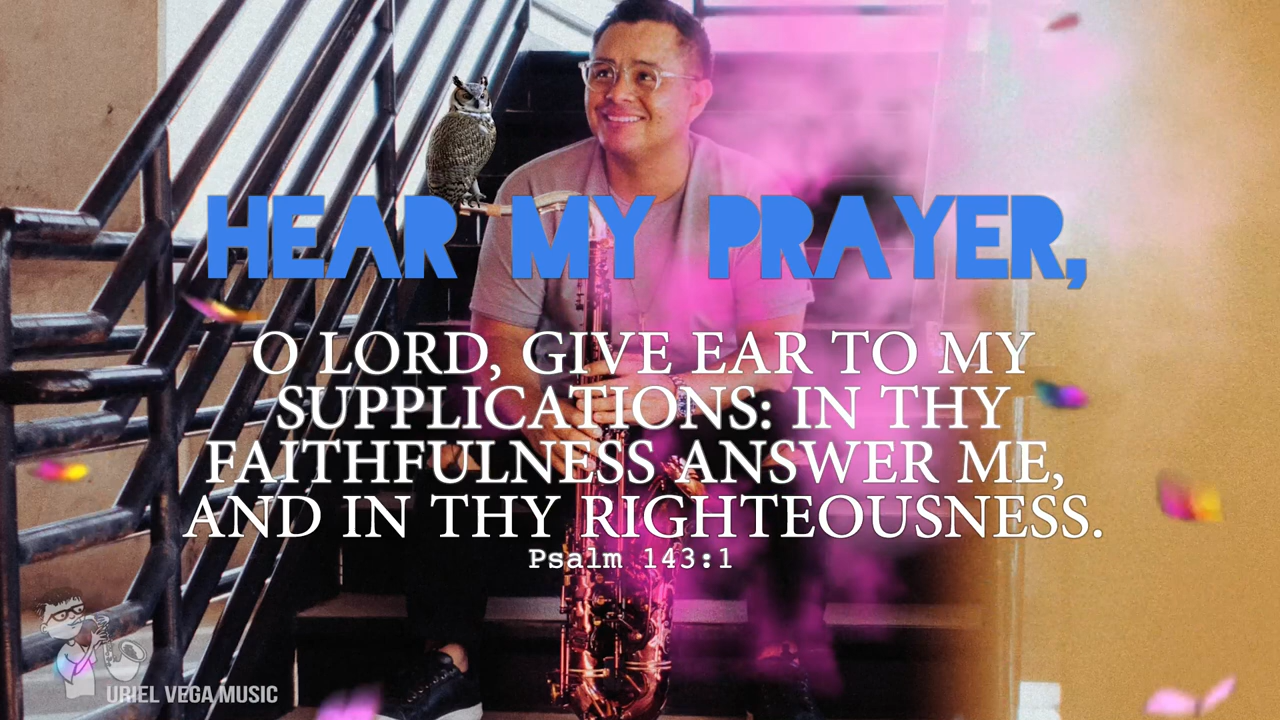 HEAR MY PRAYER,
O LORD, GIVE EAR TO MY
SUPPLICATIONS: IN THY
FAITHFULNESS ANSWER ME,
AND IN THY RIGHTEOUSNESS.
Psalm 143:1
URIEL VEGA MUSIC